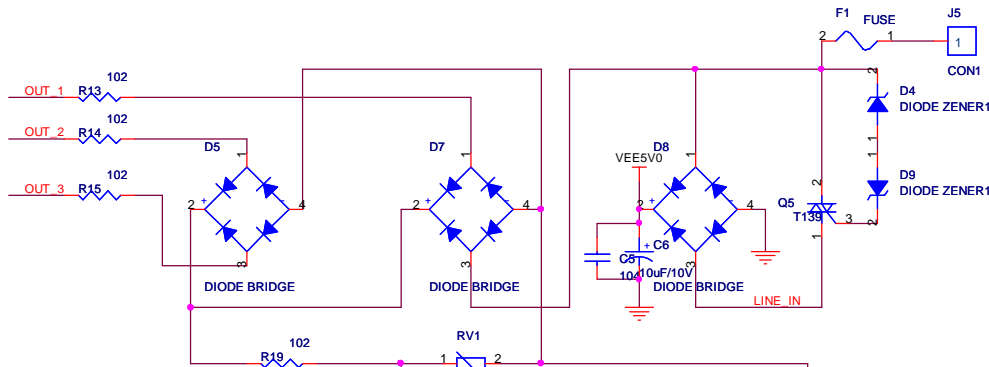 F1
FUSE
J5
2
1
1
CON1
102
OUT_1
R13
102
OUT_2
R14
102
OUT_3
R15
D5
1
2
+
-
4
3
DIODE BRIDGE
D7
1
2
+
-
4
3
DIODE BRIDGE
VEE5V0
D8
1
2
+
-
4
3
DIODE BRIDGE
C5
104
+
C6
10uF/10V
2
D4
DIODE ZENER1
1
1
D9
DIODE ZENER1
2
2
Q5
T139
3
1
LINE_IN
102
R19
RV1
1
2